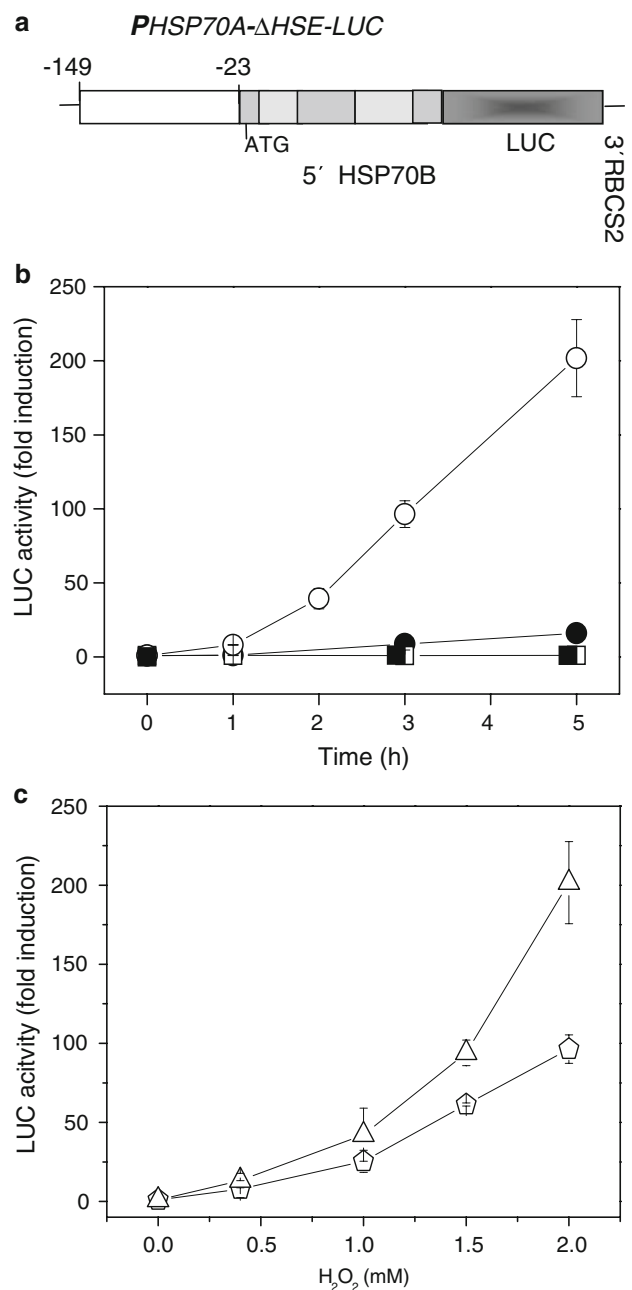 a
PHSP70A-ΔHSE-LUC
-149
-23
ATG
LUC
5´ HSP70B
3´RBCS2
b
LUC activity (fold induction)
250
200
150
100
50
0
0 1 2 3 4 5
Time (h)
c
LUC acitvity (fold induction)
250
200
150
100
50
0
0.0 0.5 1.0 1.5 2.0
H₂O₂ (mM)